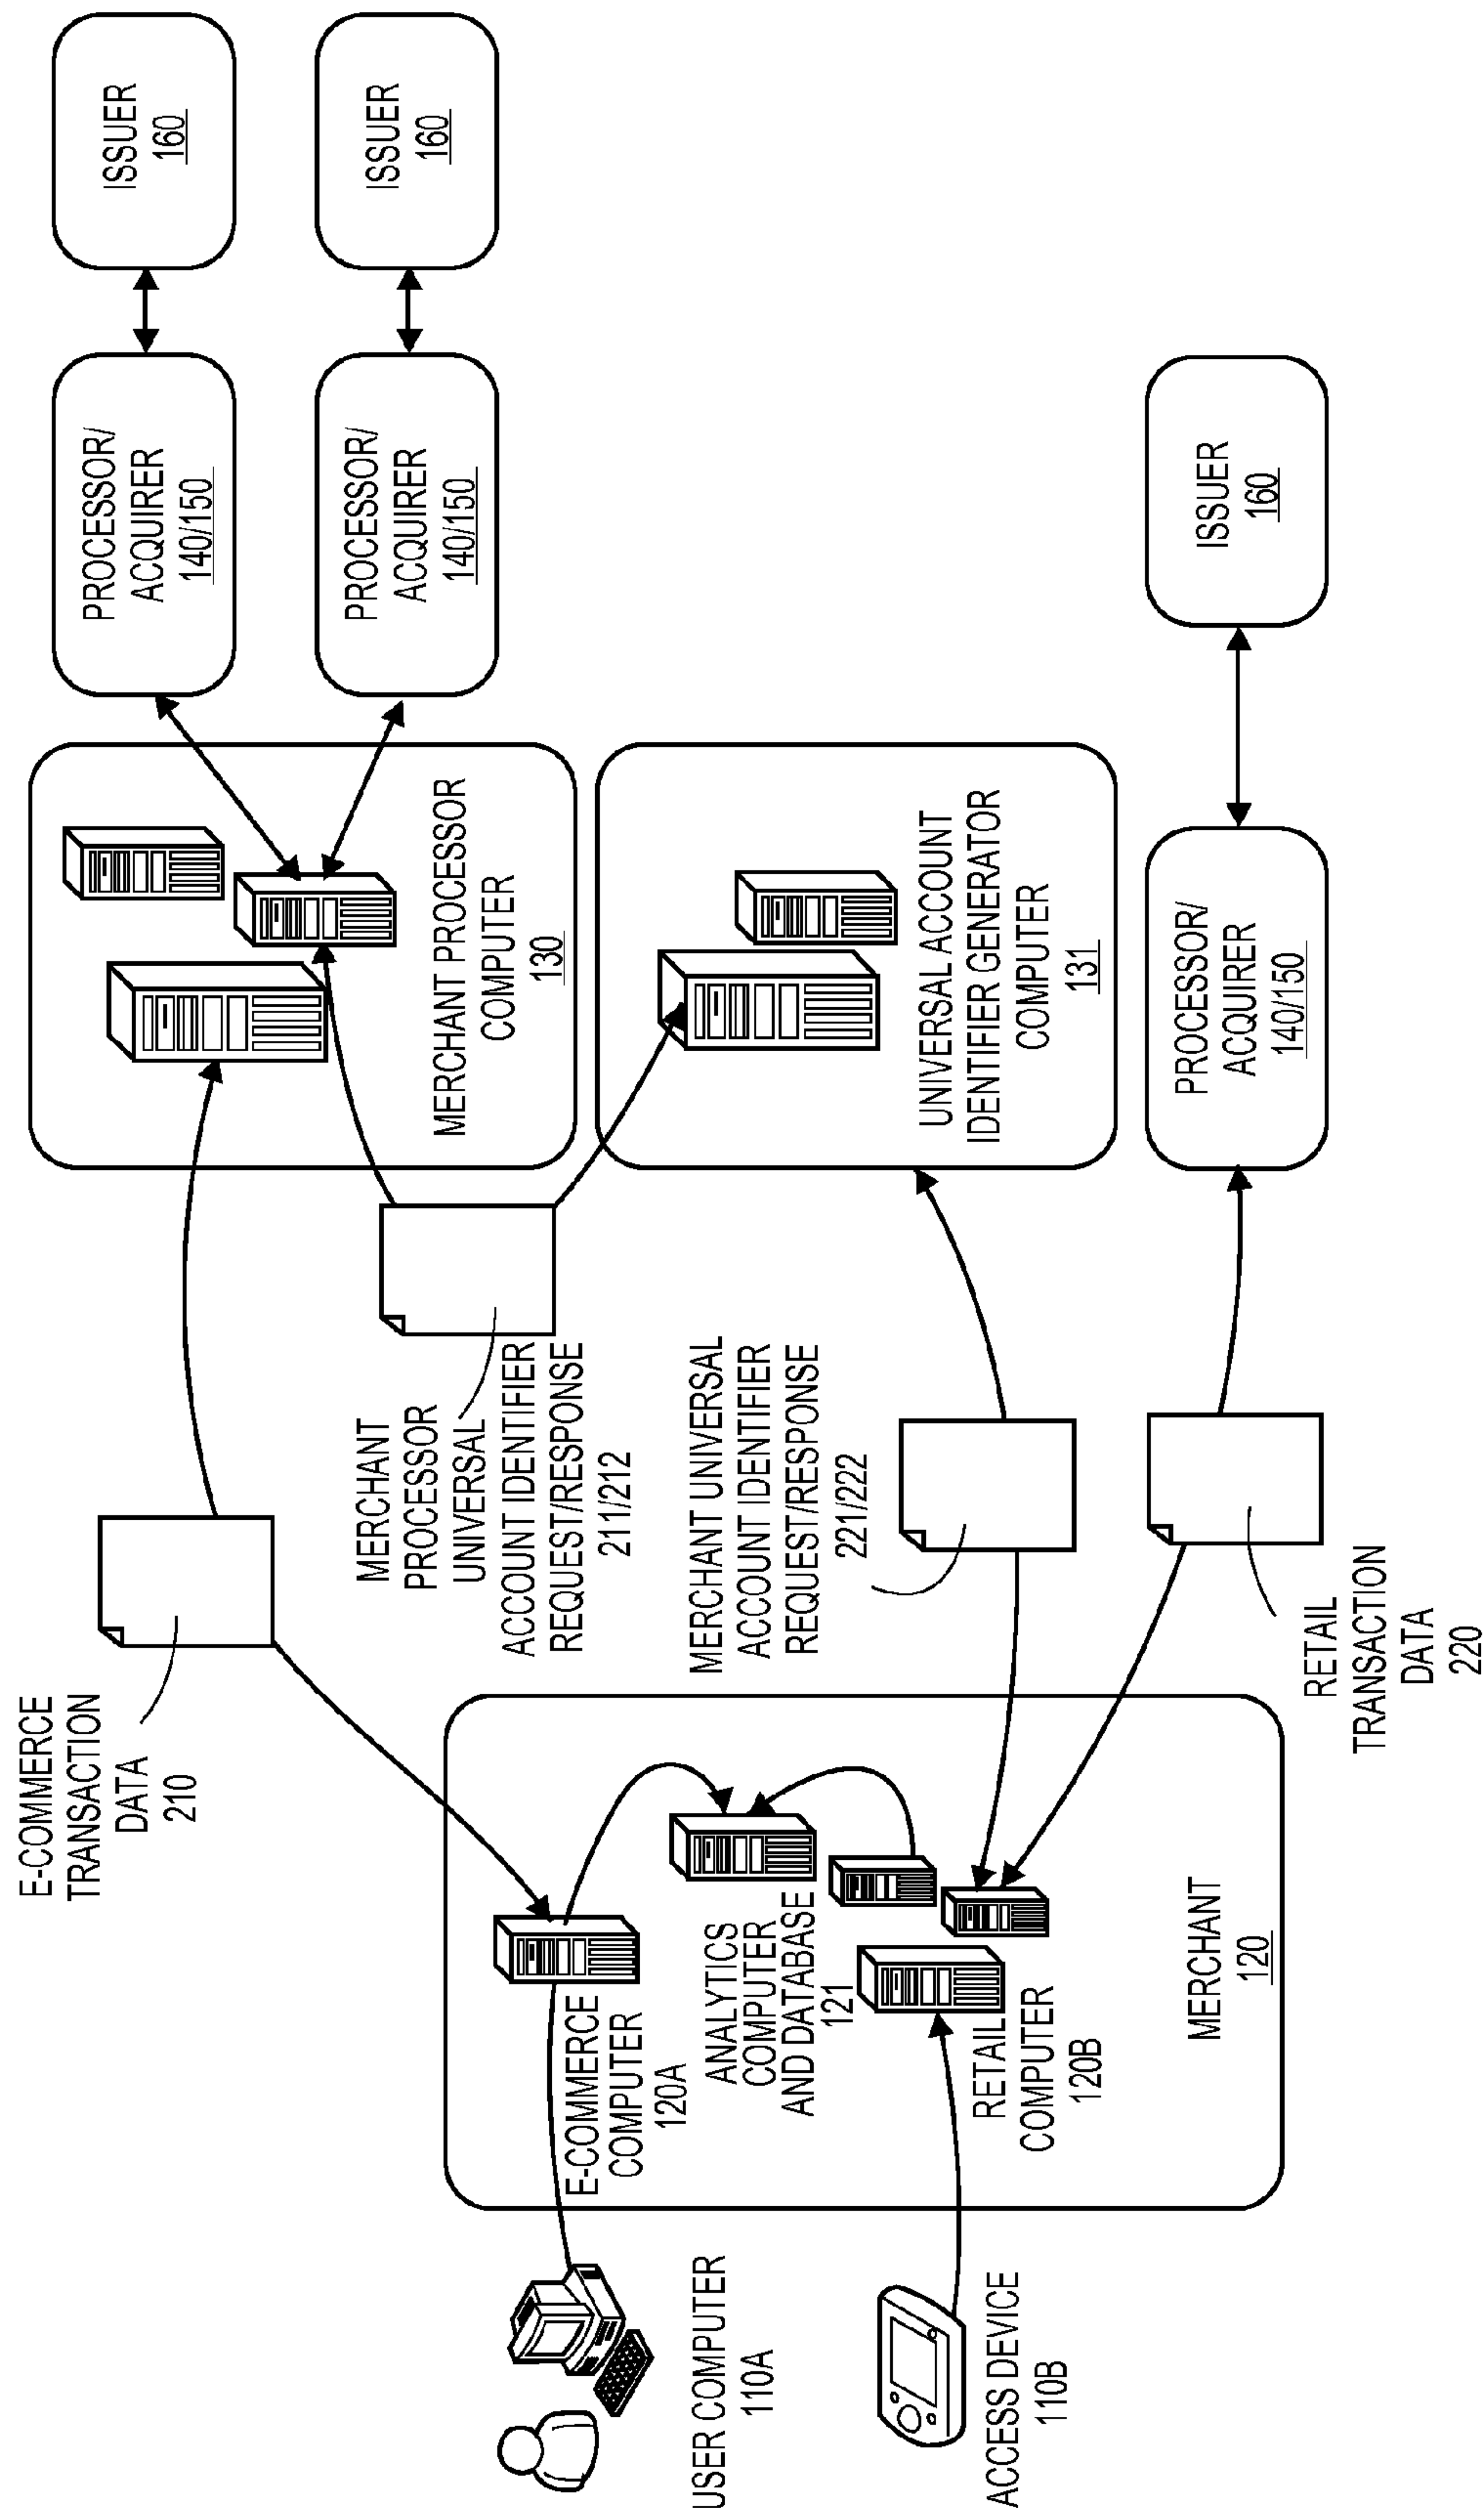 E-COMMERCE
TRANSACTION
DATA
210
MERCHANT
PROCESSOR
UNIVERSAL
ACCOUNT IDENTIFIER
REQUEST/RESPONSE
211/212
MERCHANT UNIVERSAL
ACCOUNT IDENTIFIER
REQUEST/RESPONSE
221/222
RETAIL
TRANSACTION
DATA
220
USER COMPUTER
110A
ACCESS DEVICE
110B
E-COMMERCE
COMPUTER
120A
ANALYTICS
COMPUTER
AND DATABASE
121
RETAIL
COMPUTER
120B
MERCHANT
120
MERCHANT PROCESSOR
COMPUTER
130
UNIVERSAL ACCOUNT
IDENTIFIER GENERATOR
COMPUTER
131
PROCESSOR/
ACQUIRER
140/150
PROCESSOR/
ACQUIRER
140/150
PROCESSOR/
ACQUIRER
140/150
ISSUER
160
ISSUER
160
ISSUER
160